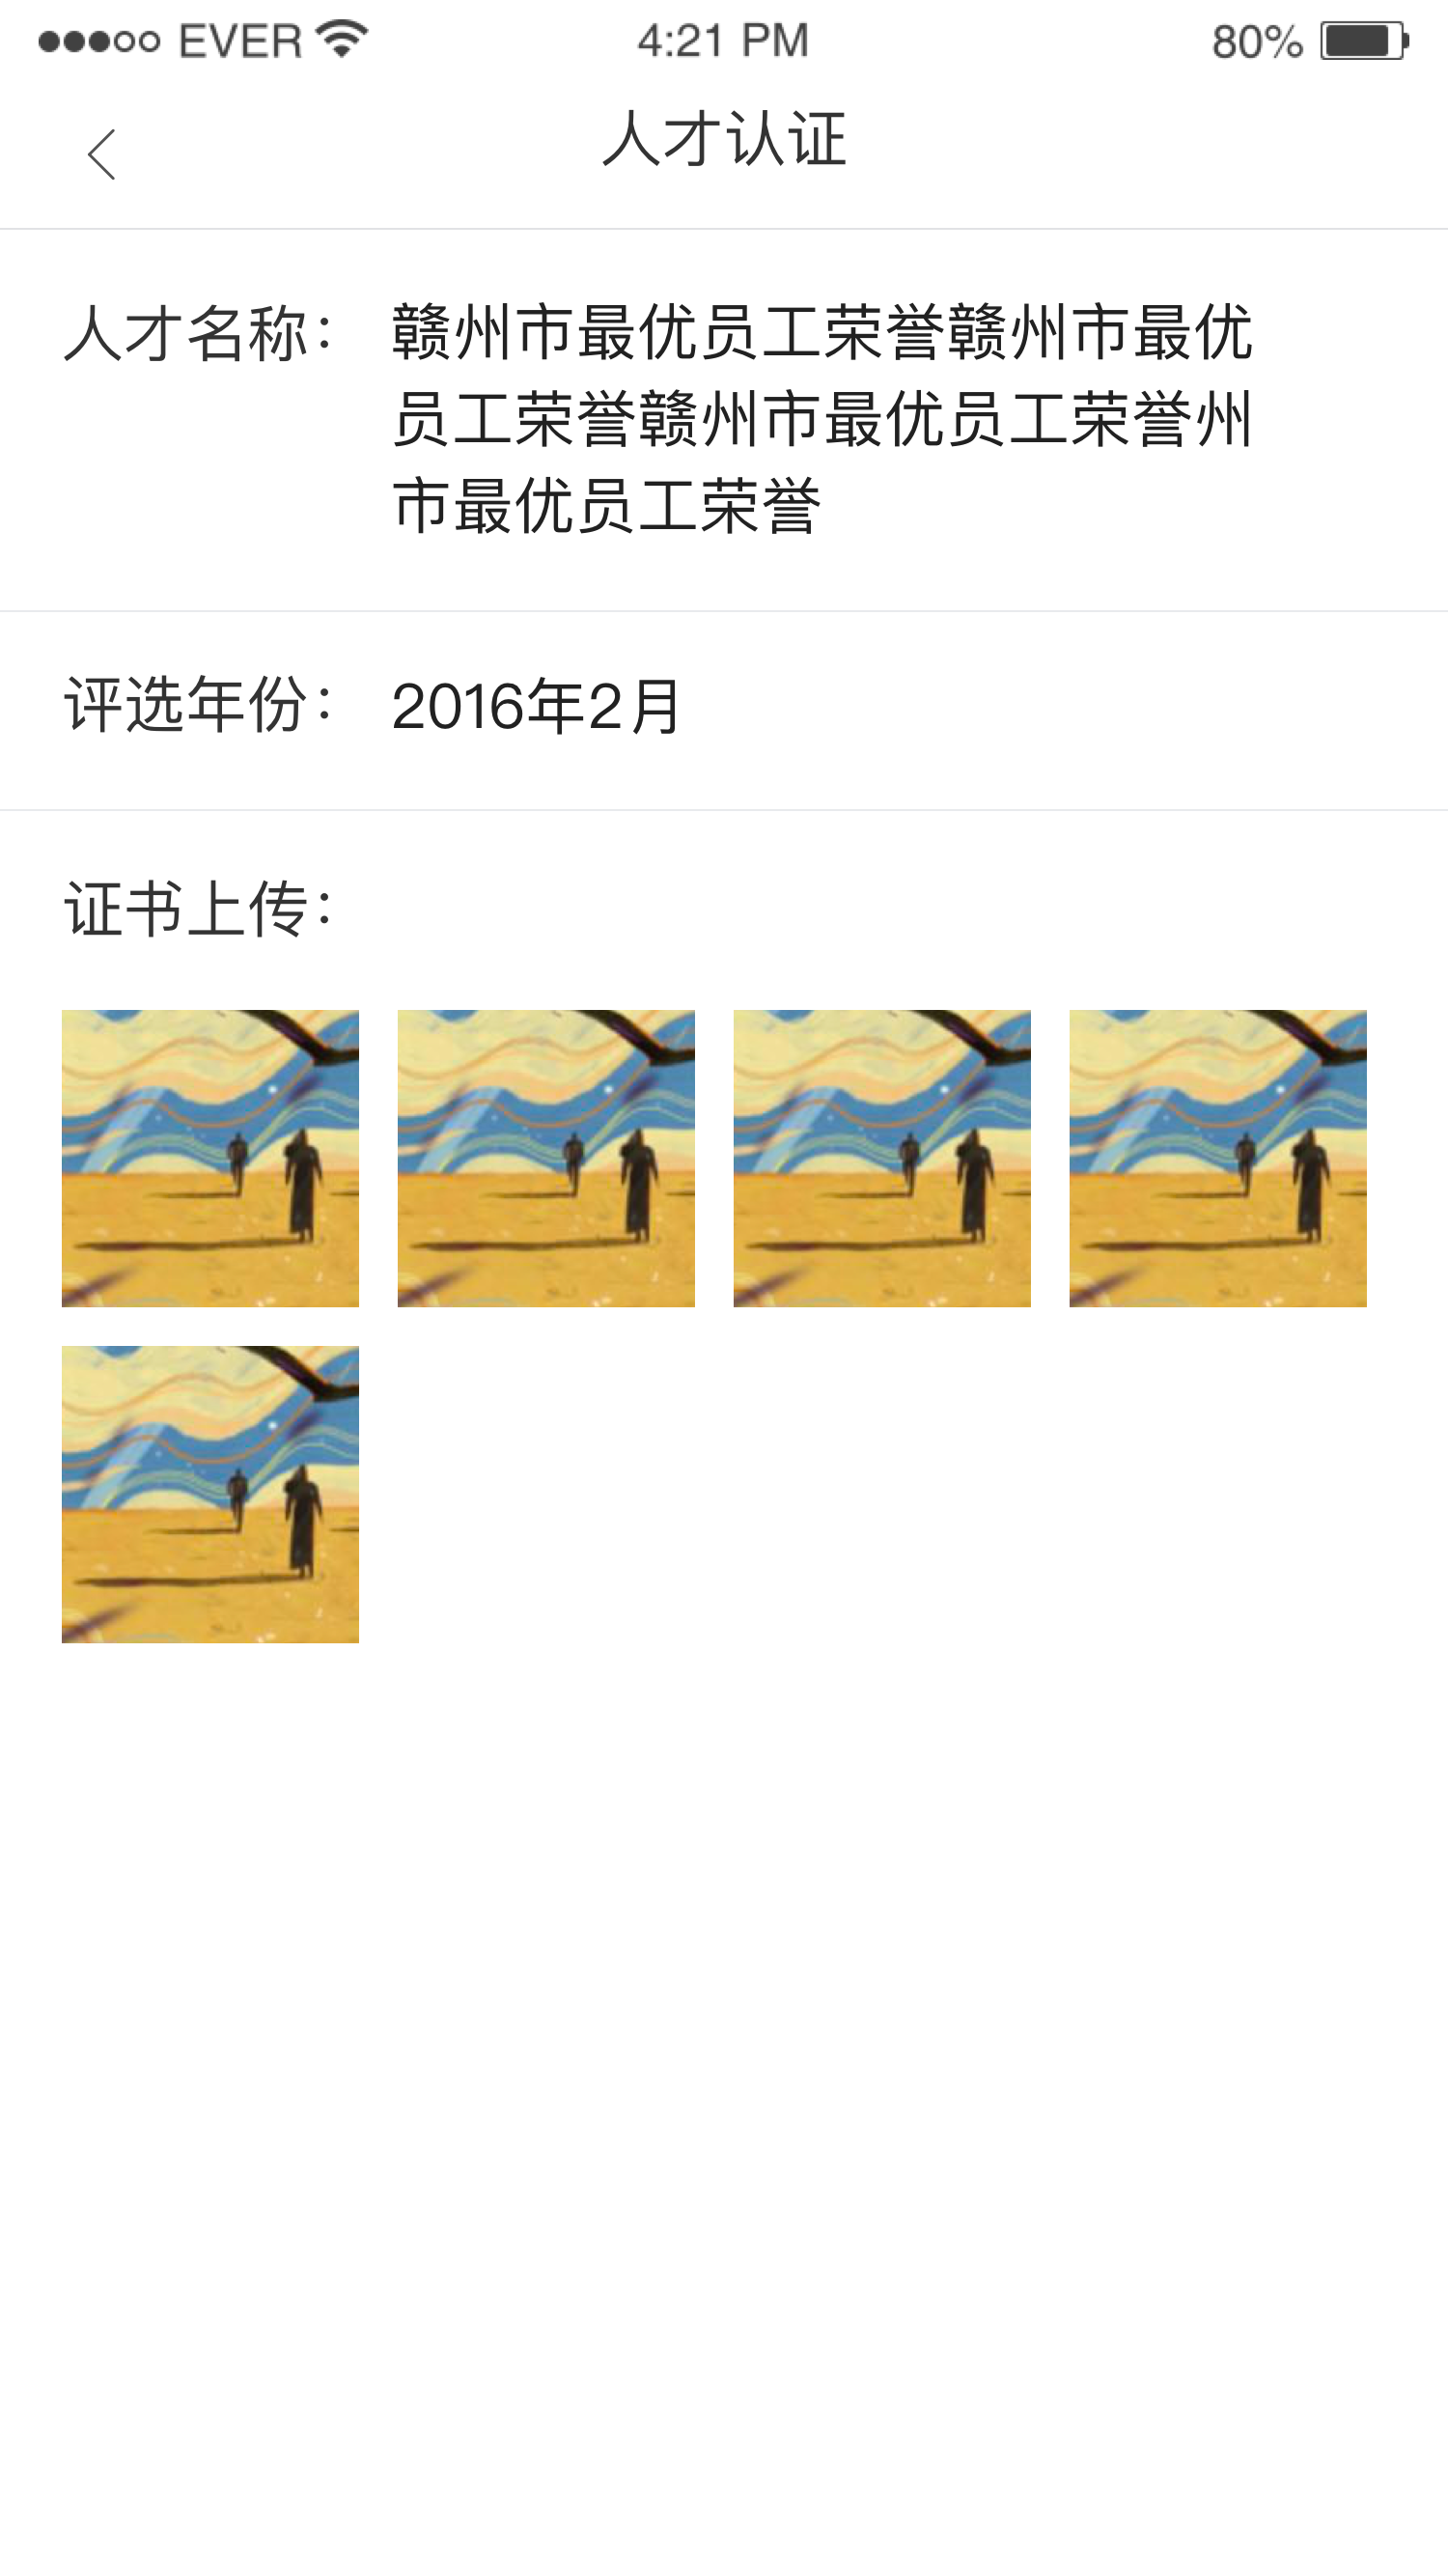 EVER 4:21 PM 80%
人才认证
人才名称： 赣州市最优员工荣誉赣州市最优
员工荣誉赣州市最优员工荣誉州
市最优员工荣誉
评选年份： 2016年2月
证书上传：